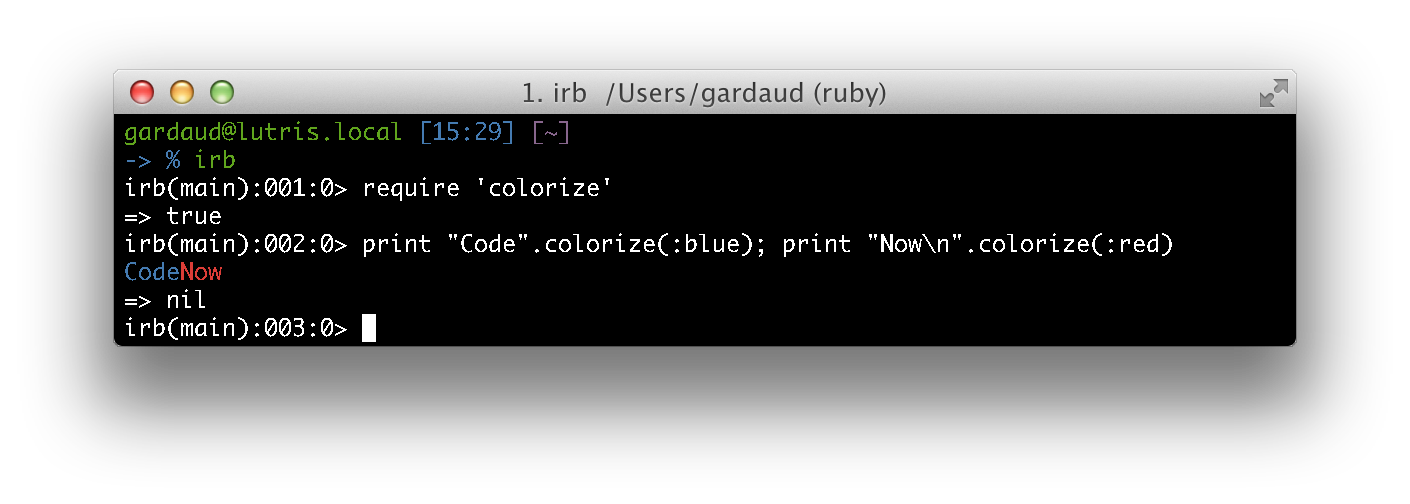 1. irb  /Users/gardaud (ruby)
gardaud@lutris.local [15:29] [~]
-> % irb
irb(main):001:0> require 'colorize'
=> true
irb(main):002:0> print "Code".colorize(:blue); print "Now\n".colorize(:red)
CodeNow
=> nil
irb(main):003:0>